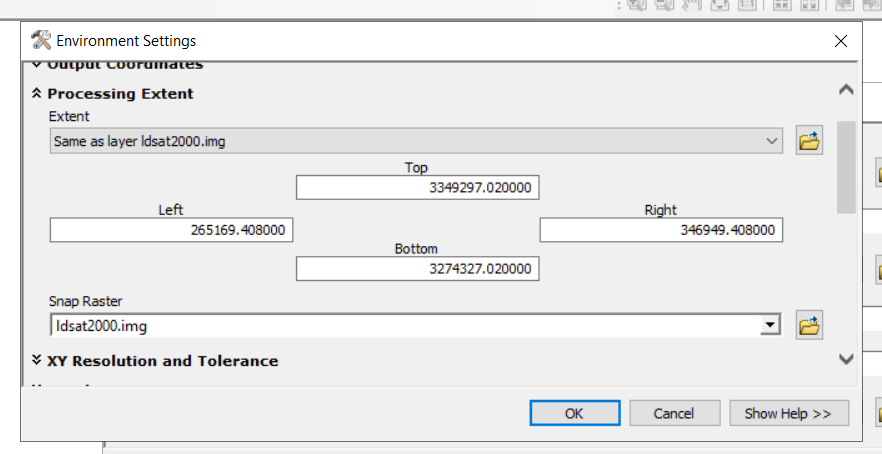 Environment Settings
Output Coordinates
Processing Extent
Extent
Same as layer ldsat2000.img
Top
3349297.020000
Left
Right
265169.408000
346949.408000
Bottom
3274327.020000
Snap Raster
ldsat2000.img
XY Resolution and Tolerance
OK
Cancel
Show Help >>